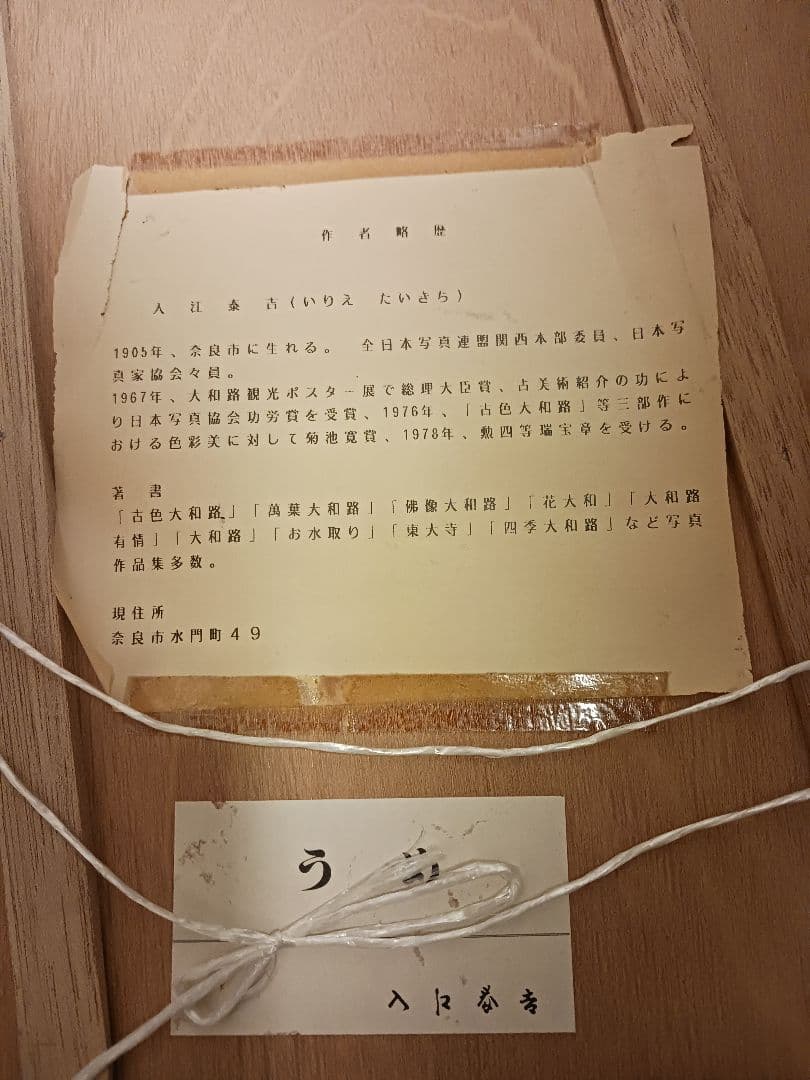 作者略歴
入江泰吉(いりえ たいきち)
1905年、奈良市に生れる。 全日本写真連盟関西本部委員、日本写
真家協会々員。
1967年、大和路観光ポスター展で総理大臣賞、古美術紹介の功によ
り日本写真協会功労賞を受賞、1976年、「古色大和路」等三部作に
おける色彩美に対して菊池寛賞、1978年、勲四等瑞宝章を受ける。
著書
「古色大和路」「萬葉大和路」「佛像大和路」「花大和」「大和路
有情」「大和路」「お水取り」「東大寺」「四季大和路」など写真
作品集多数。
現住所
奈良市水門町49
う
入江泰吉